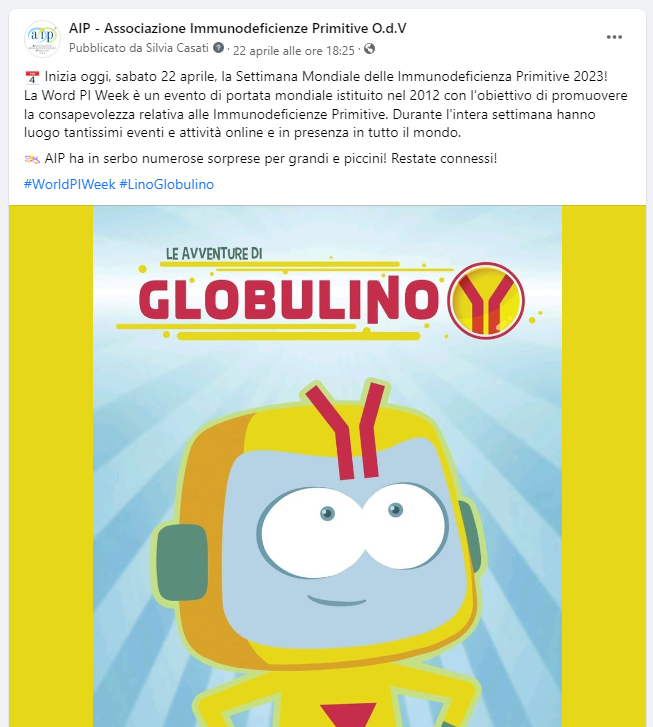 aip
AIP - Associazione Immunodeficienze Primitive O.d.V
Pubblicato da Silvia Casati · 22 aprile alle ore 18:25 ·
4 Inizia oggi, sabato 22 aprile, la Settimana Mondiale delle Immunodeficienza Primitive 2023!
La Word PI Week è un evento di portata mondiale istituito nel 2012 con l'obiettivo di promuovere
la consapevolezza relativa alle Immunodeficienze Primitive. Durante l'intera settimana hanno
luogo tantissimi eventi e attività online e in presenza in tutto il mondo.
AIP ha in serbo numerose sorprese per grandi e piccini! Restate connessi!
#WorldPIWeek #LinoGlobulino
LE AVVENTURE DI
GLOBULINO